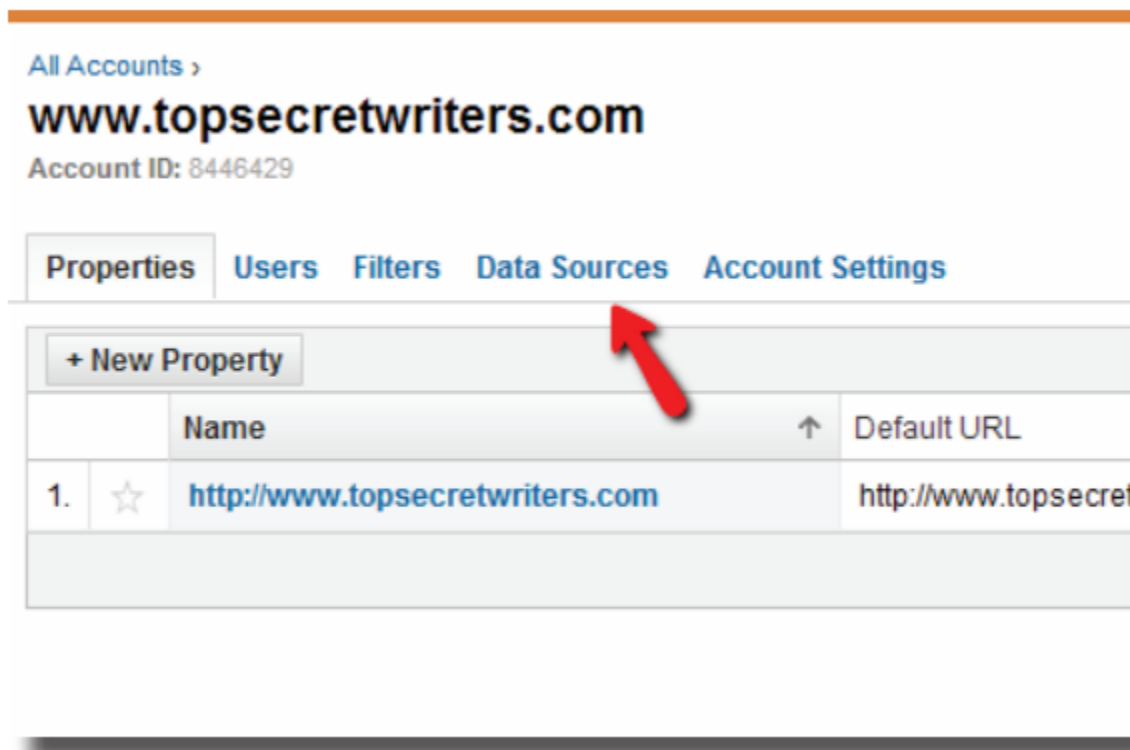 All Accounts ›
www.topsecretwriters.com
Account ID: 8446429
Properties Users Filters Data Sources Account Settings
+ New Property
Name ↑ Default URL
1. ☆ http://www.topsecretwriters.com http://www.topsecret